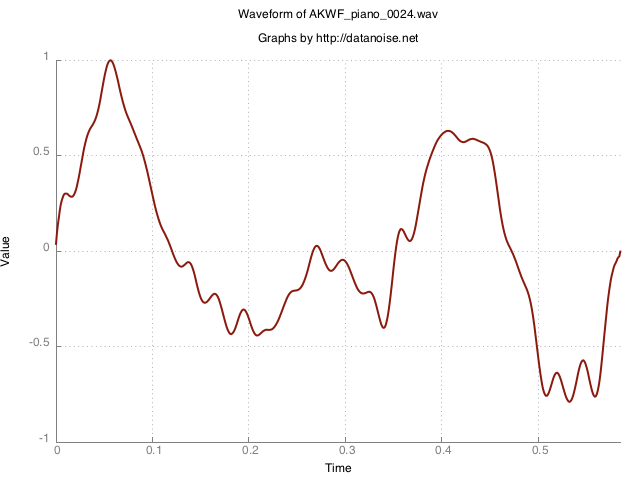 Waveform of AKWF_piano_0024.wav
Graphs by http://datanoise.net
1
0.5
0
-0.5
-1
Value
0 0.1 0.2 0.3 0.4 0.5
Time